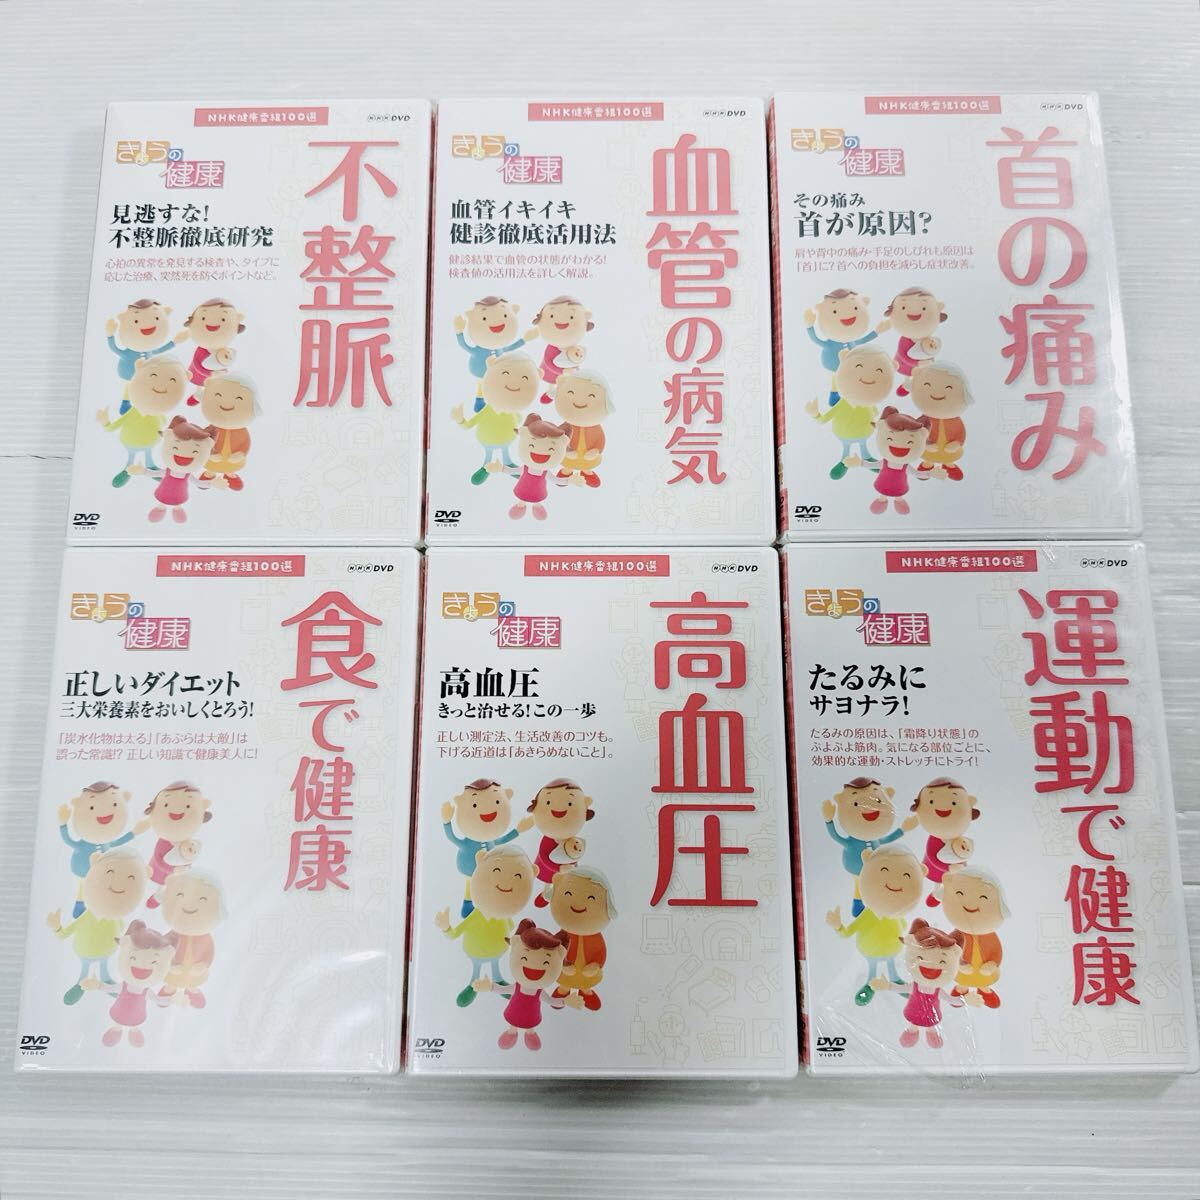 NHK健康番組100選
NHK DVD
きょうの
健康
見逃すな！
不整脈徹底研究
心拍の異常を発見する検査や、タイプに
応じた治療、突然死を防ぐポイントなど。
不整脈
DVD
VIDEO
NHK健康番組100選
NHK DVD
きょうの
健康
血管イキイキ
健診徹底活用法
健診結果で血管の状態がわかる！
検査値の活用法を詳しく解説。
血管の病気
DVD
VIDEO
NHK健康番組100選
NHK DVD
きょうの
健康
その痛み
首が原因？
肩や背中の痛み・手足のしびれも原因は
「首」に？首への負担を減らし症状改善。
首の痛み
DVD
VIDEO
NHK健康番組100選
NHK DVD
きょうの
健康
正しいダイエット
三大栄養素をおいしくとろう！
「炭水化物は太る」「あぶらは大敵」は
誤った常識!? 正しい知識で健康美人に！
食で健康
DVD
VIDEO
NHK健康番組100選
NHK DVD
きょうの
健康
高血圧
きっと治せる！この一歩
正しい測定法、生活改善のコツも。
下げる近道は「あきらめないこと」。
高血圧
DVD
VIDEO
NHK健康番組100選
NHK DVD
きょうの
健康
たるみに
サヨナラ！
たるみの原因は、「霜降り状態」の
ぶよぶよ筋肉。気になる部位ごとに、
効果的な運動・ストレッチにトライ！
運動で健康
DVD
VIDEO